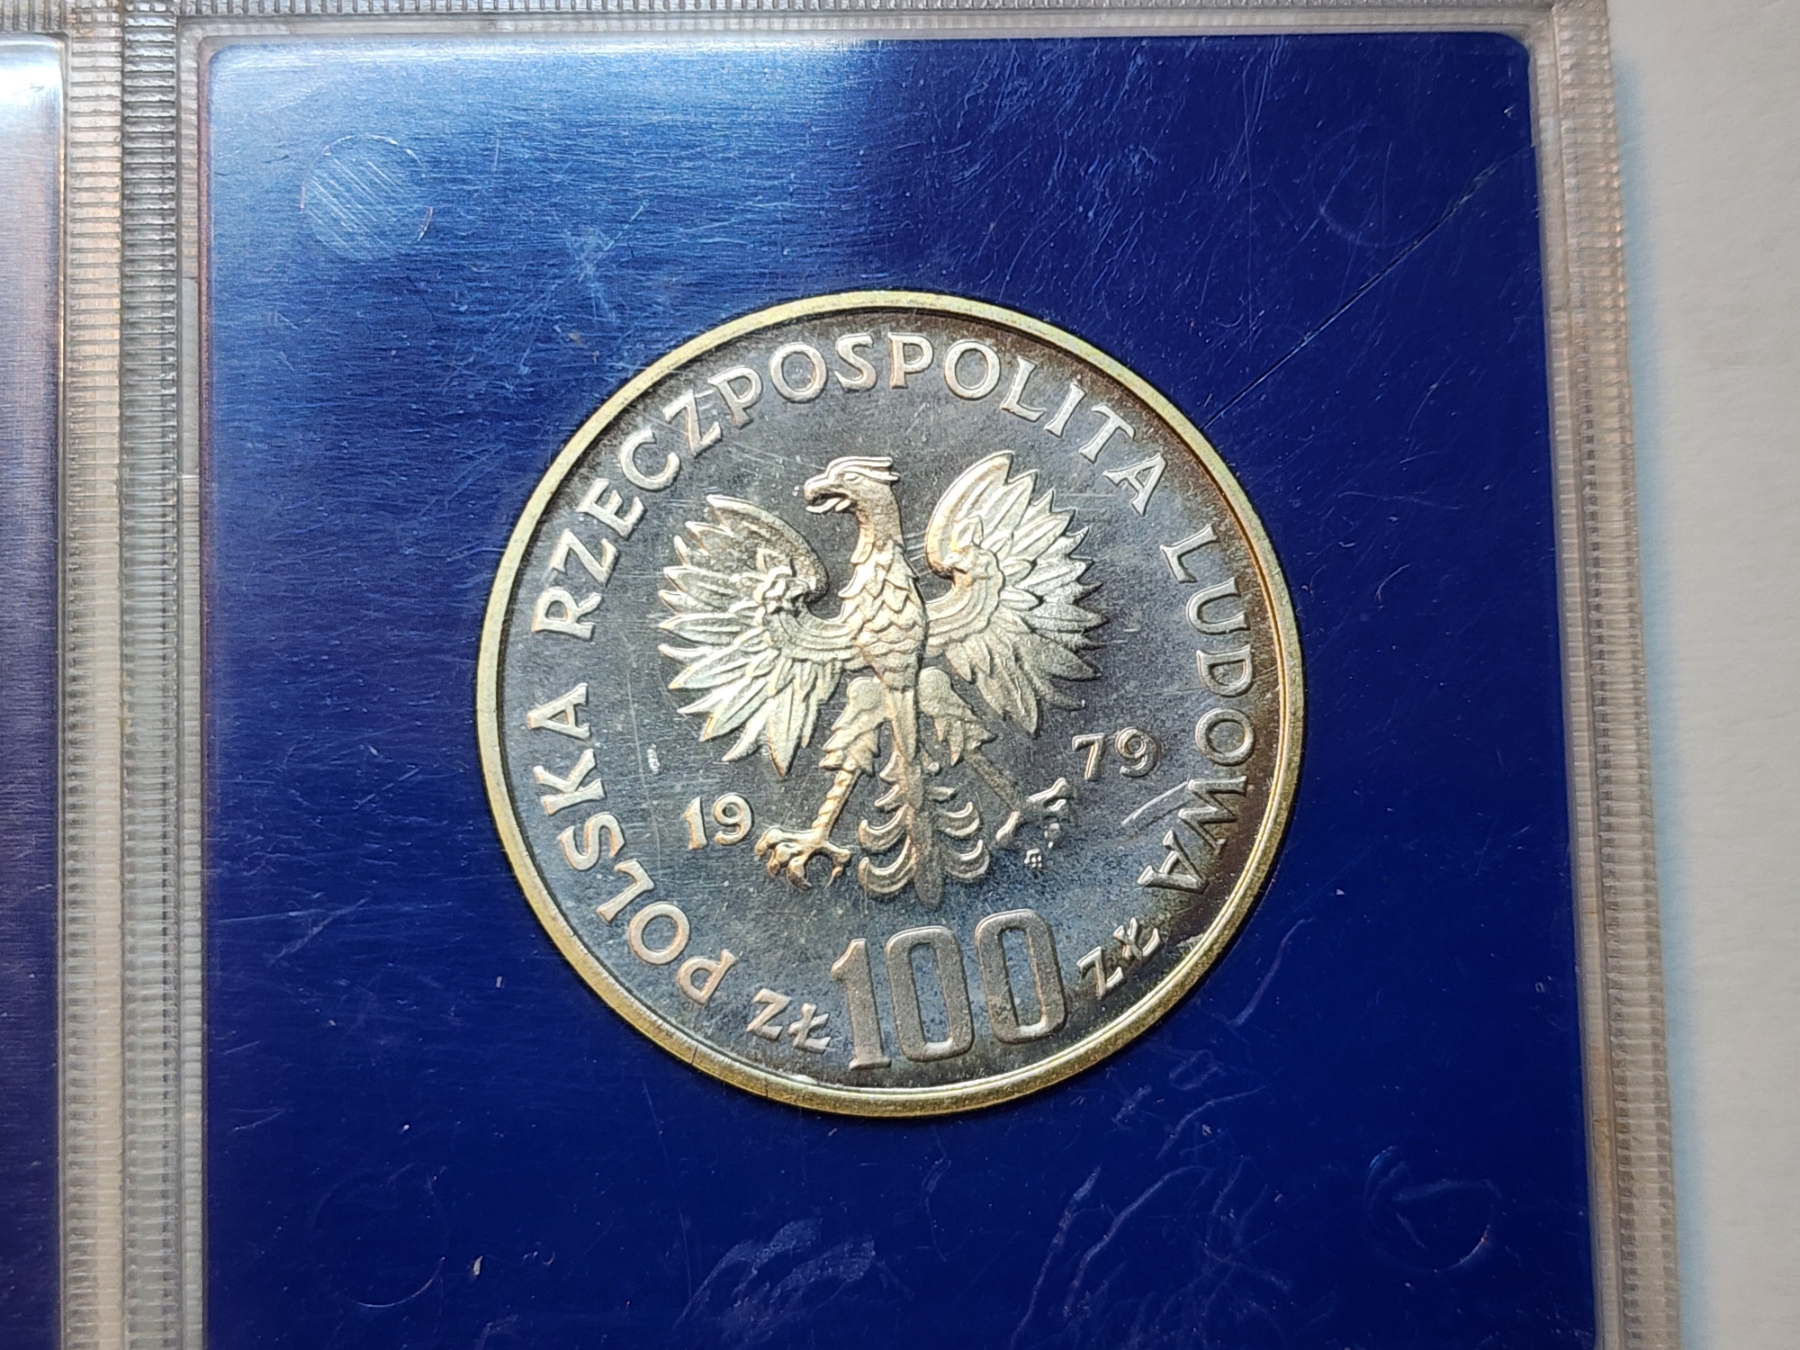 POLSKA RZECZPOSPOLITA LUDOWA
19 79
ZŁ 100 ZŁ